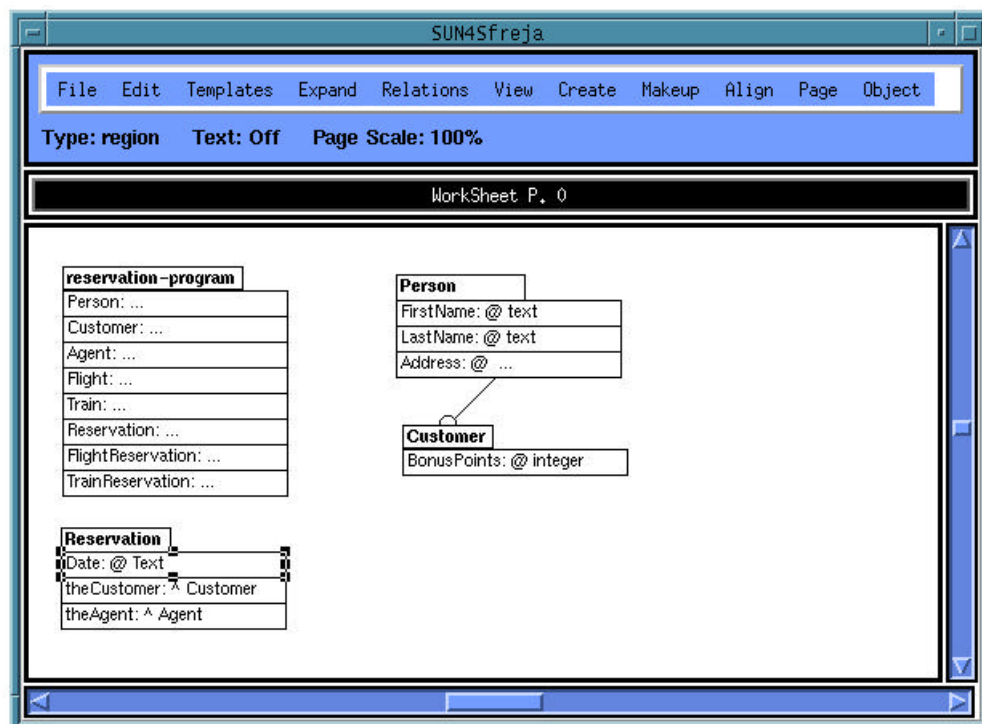 SUN4Sfreja
File Edit Templates Expand Relations View Create Makeup Align Page Object
Type: region Text: Off Page Scale: 100%
WorkSheet P. 0
reservation-program
Person: ...
Customer: ...
Agent: ...
Flight: ...
Train: ...
Reservation: ...
FlightReservation: ...
TrainReservation: ...
Person
FirstName: @ text
LastName: @ text
Address: @ ...
Customer
BonusPoints: @ integer
Reservation
Date: @ Text
theCustomer: ^ Customer
theAgent: ^ Agent